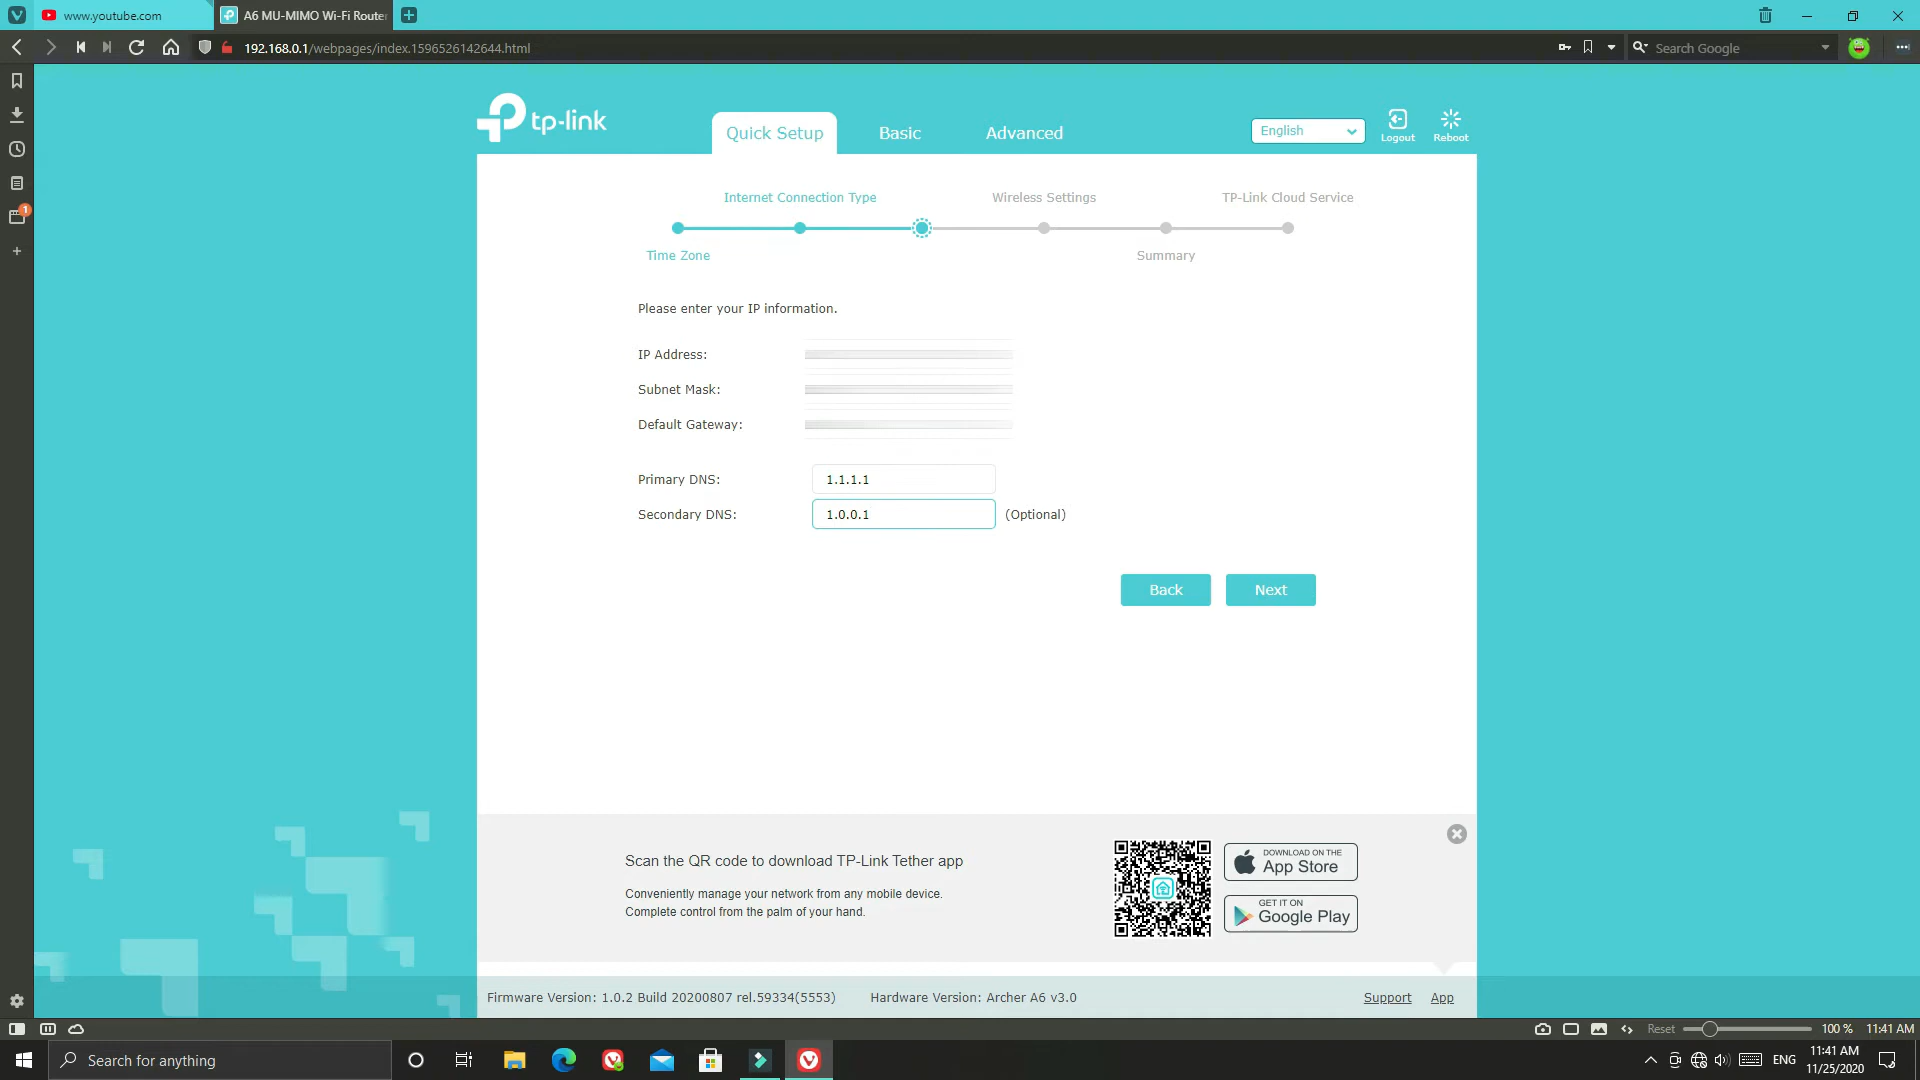 www.youtube.com
A6 MU-MIMO Wi-Fi Route
192.168.0.1/webpages/index.1596526142644.html
Search Google
tp-link
Quick Setup
Basic
Advanced
English
Logout
Reboot
Internet Connection Type
Wireless Settings
TP-Link Cloud Service
Time Zone
Summary
Please enter your IP information.
IP Address:
Subnet Mask:
Default Gateway:
Primary DNS: 1.1.1.1
Secondary DNS: 1.0.0.1 (Optional)
Back
Next
Scan the QR code to download TP-Link Tether app
Conveniently manage your network from any mobile device.
Complete control from the palm of your hand.
DOWNLOAD ON THE
App Store
GET IT ON
Google Play
Firmware Version: 1.0.2 Build 20200807 rel.59334(5553)
Hardware Version: Archer A6 v3.0
Support
App
1
Reset
100 %
11:41 AM
Search for anything
ENG
11:41 AM
11/25/2020